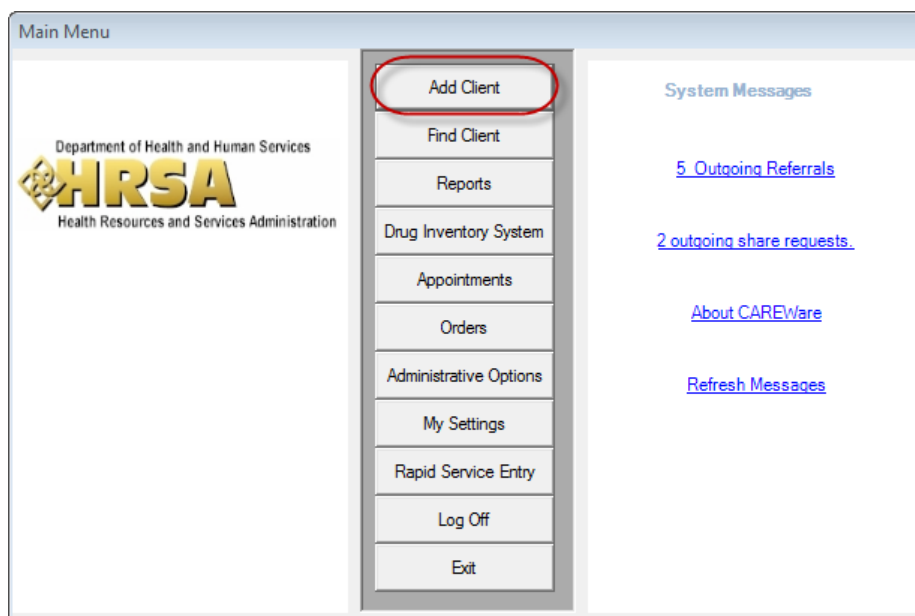 Main Menu
Department of Health and Human Services
HRSA
Health Resources and Services Administration
Add Client
Find Client
Reports
Drug Inventory System
Appointments
Orders
Administrative Options
My Settings
Rapid Service Entry
Log Off
Exit
System Messages
5 Outgoing Referrals
2 outgoing share requests.
About CAREWare
Refresh Messages